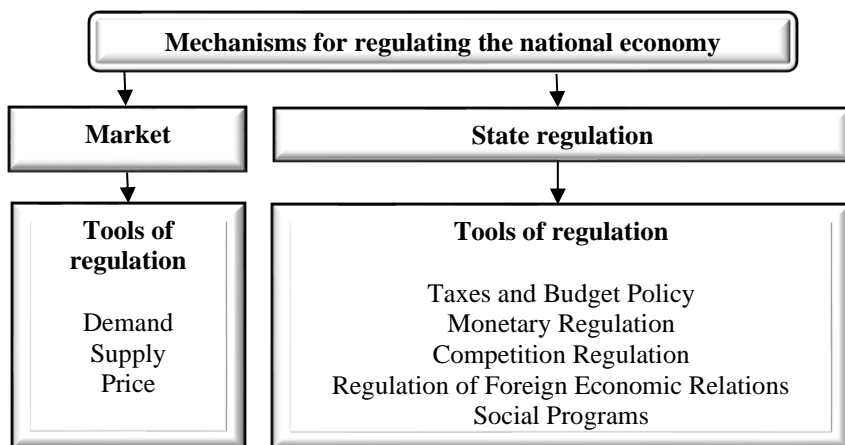 Mechanisms for regulating the national economy
Market
State regulation
Tools of
regulation
Demand
Supply
Price
Tools of regulation
Taxes and Budget Policy
Monetary Regulation
Competition Regulation
Regulation of Foreign Economic Relations
Social Programs